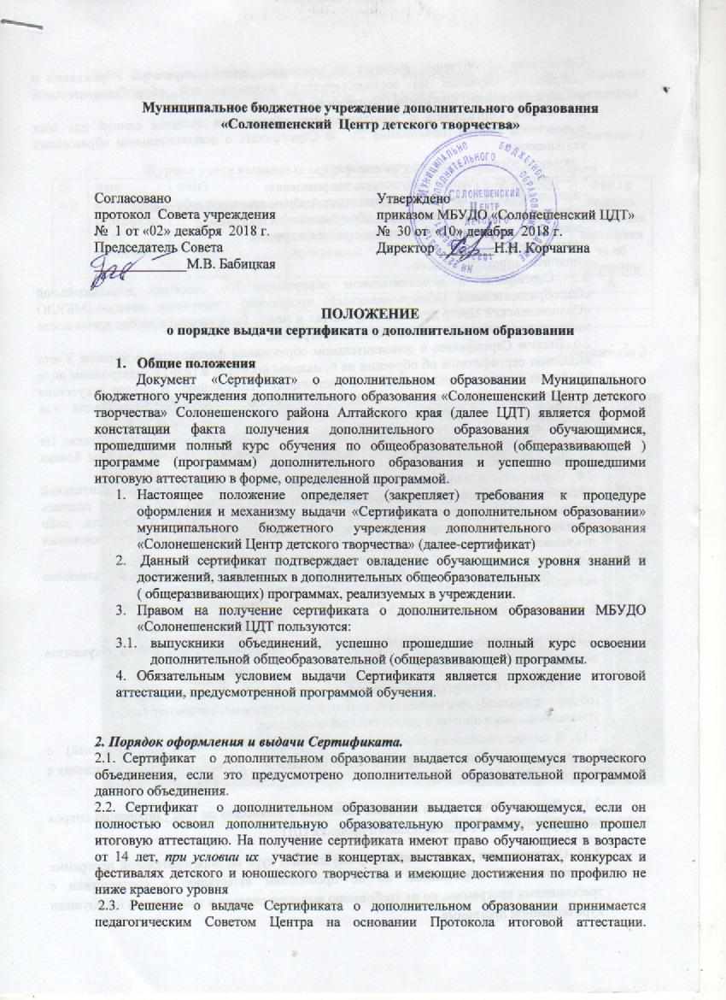 Муниципальное бюджетное учреждение дополнительного образования
«Солонешенский Центр детского творчества»
Согласовано
протокол Совета учреждения
№ 1 от «02» декабря 2018 г.
Председатель Совета
М.В. Бабицкая
Утверждено
приказом МБУДО «Солонешенский ЦДТ»
№ 30 от «10» декабря 2018 г.
Директор Н.Н. Корчагина
СОЛОНЕШЕНСКИЙ
ЦЕНТР
ДЕТСКОГО
ПОЛОЖЕНИЕ
о порядке выдачи сертификата о дополнительном образовании
1. Общие положения
Документ «Сертификат» о дополнительном образовании Муниципального
бюджетного учреждения дополнительного образования «Солонешенский Центр детского
творчества» Солонешенского района Алтайского края (далее ЦДТ) является формой
констатации факта получения дополнительного образования обучающимися,
прошедшими полный курс обучения по общеобразовательной (общеразвивающей )
программе (программам) дополнительного образования и успешно прошедшими
итоговую аттестацию в форме, определенной программой.
1. Настоящее положение определяет (закрепляет) требования к процедуре
оформления и механизму выдачи «Сертификата о дополнительном образовании»
муниципального бюджетного учреждения дополнительного образования
«Солонешенский Центр детского творчества» (далее-сертификат)
2. Данный сертификат подтверждает овладение обучающимися уровня знаний и
достижений, заявленных в дополнительных общеобразовательных
( общеразвивающих) программах, реализуемых в учреждении.
3. Правом на получение сертификата о дополнительном образовании МБУДО
«Солонешенский ЦДТ пользуются:
3.1. выпускники объединений, успешно прошедшие полный курс освоении
дополнительной общеобразовательной (общеразвивающей) программы.
4. Обязательным условием выдачи Сертификатя является прхождение итоговой
аттестации, предусмотренной программой обучения.
2. Порядок оформления и выдачи Сертификата.
2.1. Сертификат о дополнительном образовании выдается обучающемуся творческого
объединения, если это предусмотрено дополнительной образовательной программой
данного объединения.
2.2. Сертификат о дополнительном образовании выдается обучающемуся, если он
полностью освоил дополнительную образовательную программу, успешно прошел
итоговую аттестацию. На получение сертификата имеют право обучающиеся в возрасте
от 14 лет, при условии их участие в концертах, выставках, чемпионатах, конкурсах и
фестивалях детского и юношеского творчества и имеющие достижения по профилю не
ниже краевого уровня
2.3. Решение о выдаче Сертификата о дополнительном образовании принимается
педагогическим Советом Центра на основании Протокола итоговой аттестации.